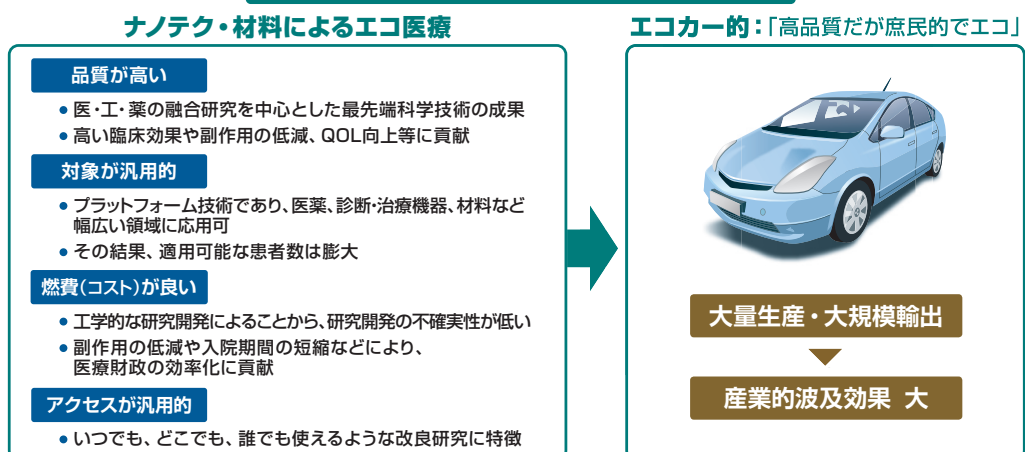 ナノテク・材料によるエコ医療
品質が高い
● 医・工・薬の融合研究を中心とした最先端科学技術の成果
● 高い臨床効果や副作用の低減、QOL向上等に貢献
対象が汎用的
● プラットフォーム技術であり、医薬、診断・治療機器、材料など
幅広い領域に応用可
● その結果、適用可能な患者数は膨大
燃費(コスト)が良い
● 工学的な研究開発によることから、研究開発の不確実性が低い
● 副作用の低減や入院期間の短縮などにより、
医療財政の効率化に貢献
アクセスが汎用的
● いつでも、どこでも、誰でも使えるような改良研究に特徴
エコカー的：「高品質だが庶民的でエコ」
大量生産・大規模輸出
産業的波及効果 大